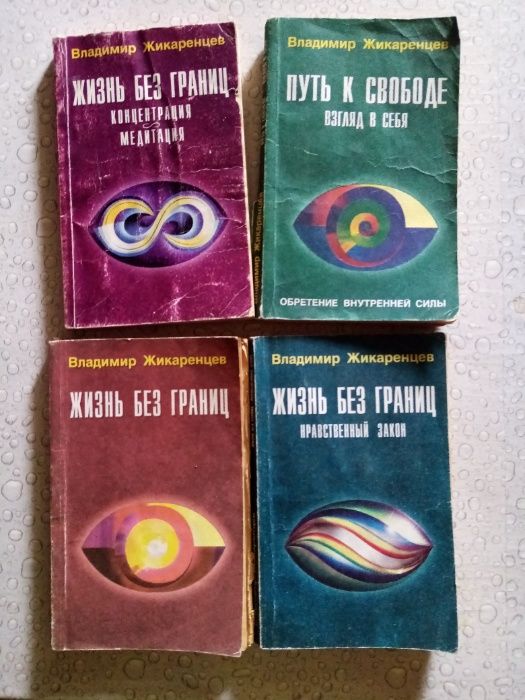 Владимир Жикаренцев
ЖИЗНЬ БЕЗ ГРАНИЦ
КОНЦЕНТРАЦИЯ
МЕДИТАЦИЯ
Владимир Жикаренцев
ПУТЬ К СВОБОДЕ
ВЗГЛЯД В СЕБЯ
ОБРЕТЕНИЕ ВНУТРЕННЕЙ СИЛЫ
Владимир Жикаренцев
Владимир Жикаренцев
ЖИЗНЬ БЕЗ ГРАНИЦ
Владимир Жикаренцев
ЖИЗНЬ БЕЗ ГРАНИЦ
НРАВСТВЕННЫЙ ЗАКОН